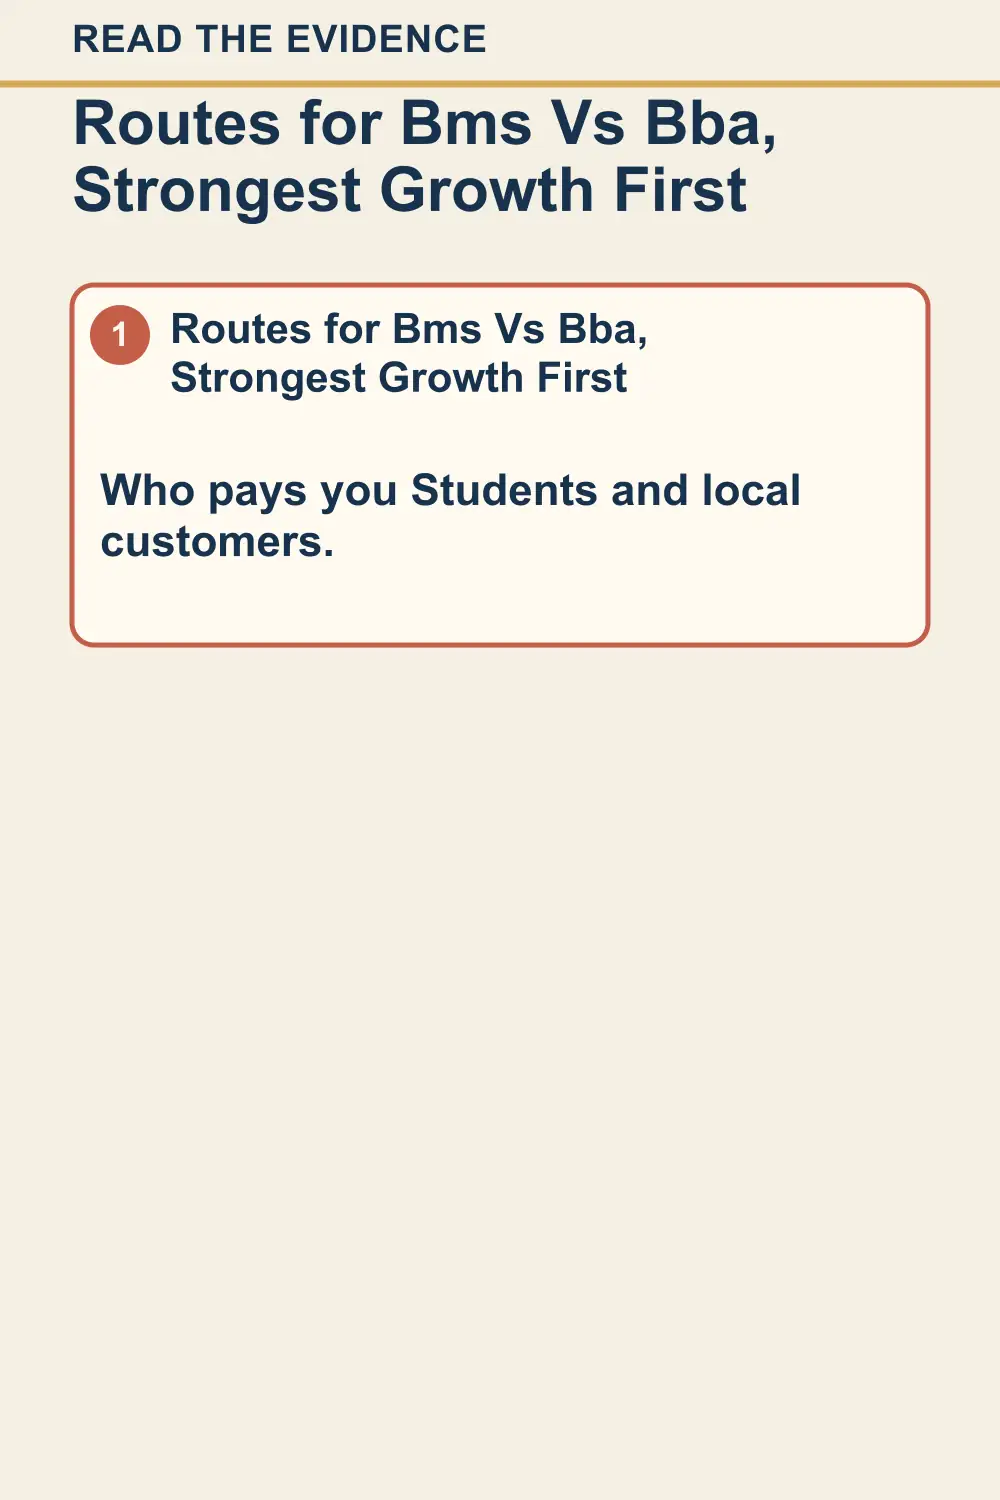 READ THE EVIDENCE
Routes for Bms Vs Bba,
Strongest Growth First
1
Routes for Bms Vs Bba,
Strongest Growth First
Who pays you Students and local
customers.